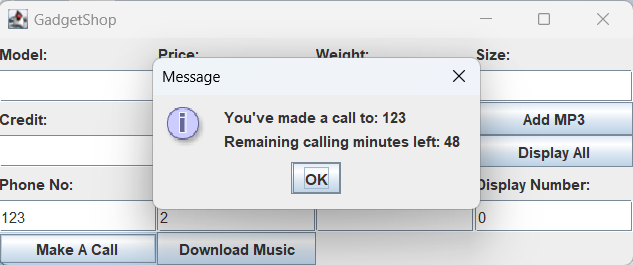 GadgetShop
Model: Price: Weight: Size:
Message
You've made a call to: 123
Remaining calling minutes left: 48
OK
Credit:
Add MP3
Display All
Phone No: Display Number:
123 2 0
Make A Call Download Music